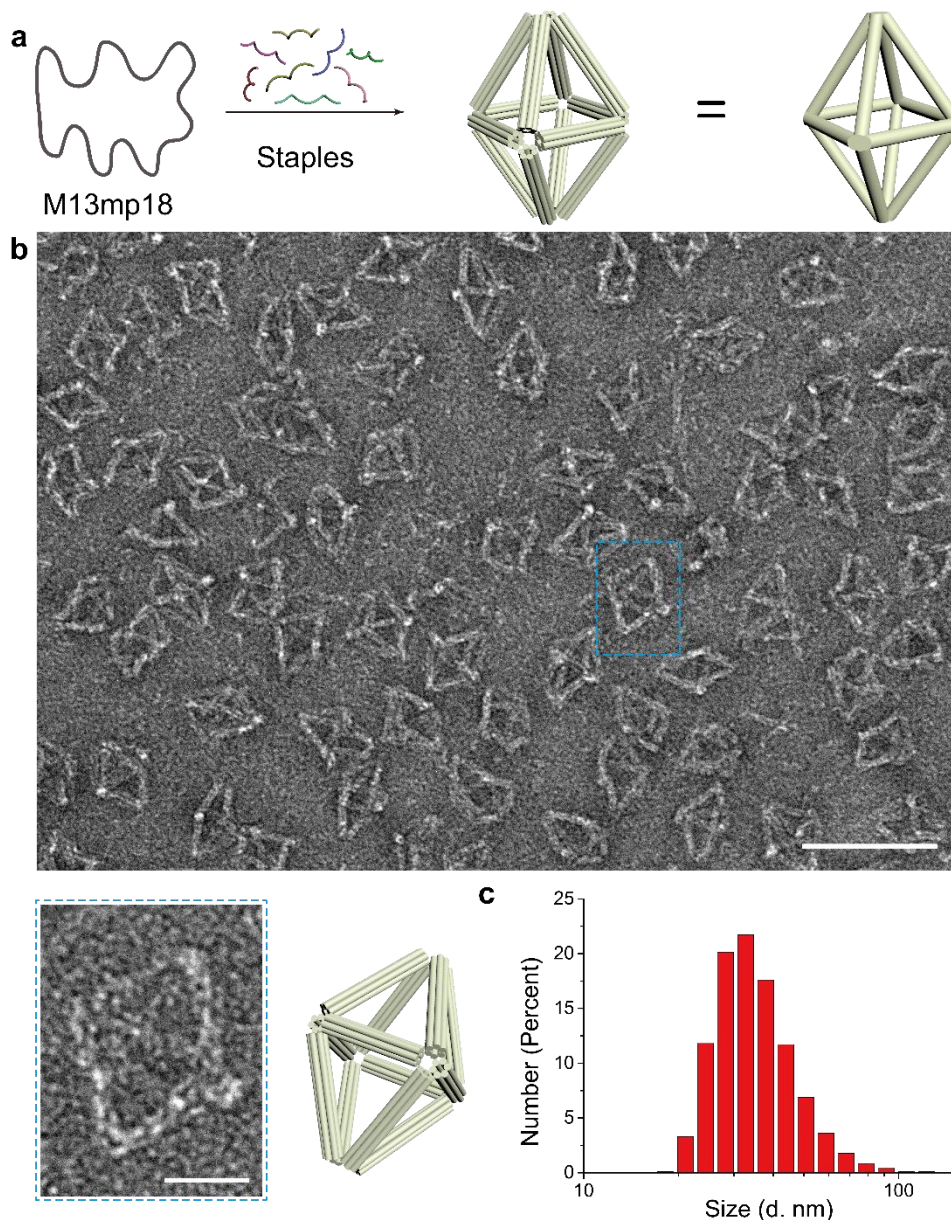 a
=
Staples
M13mp18
b
c
25
20
15
10
5
0
Number (Percent)
10
100
Size (d. nm)